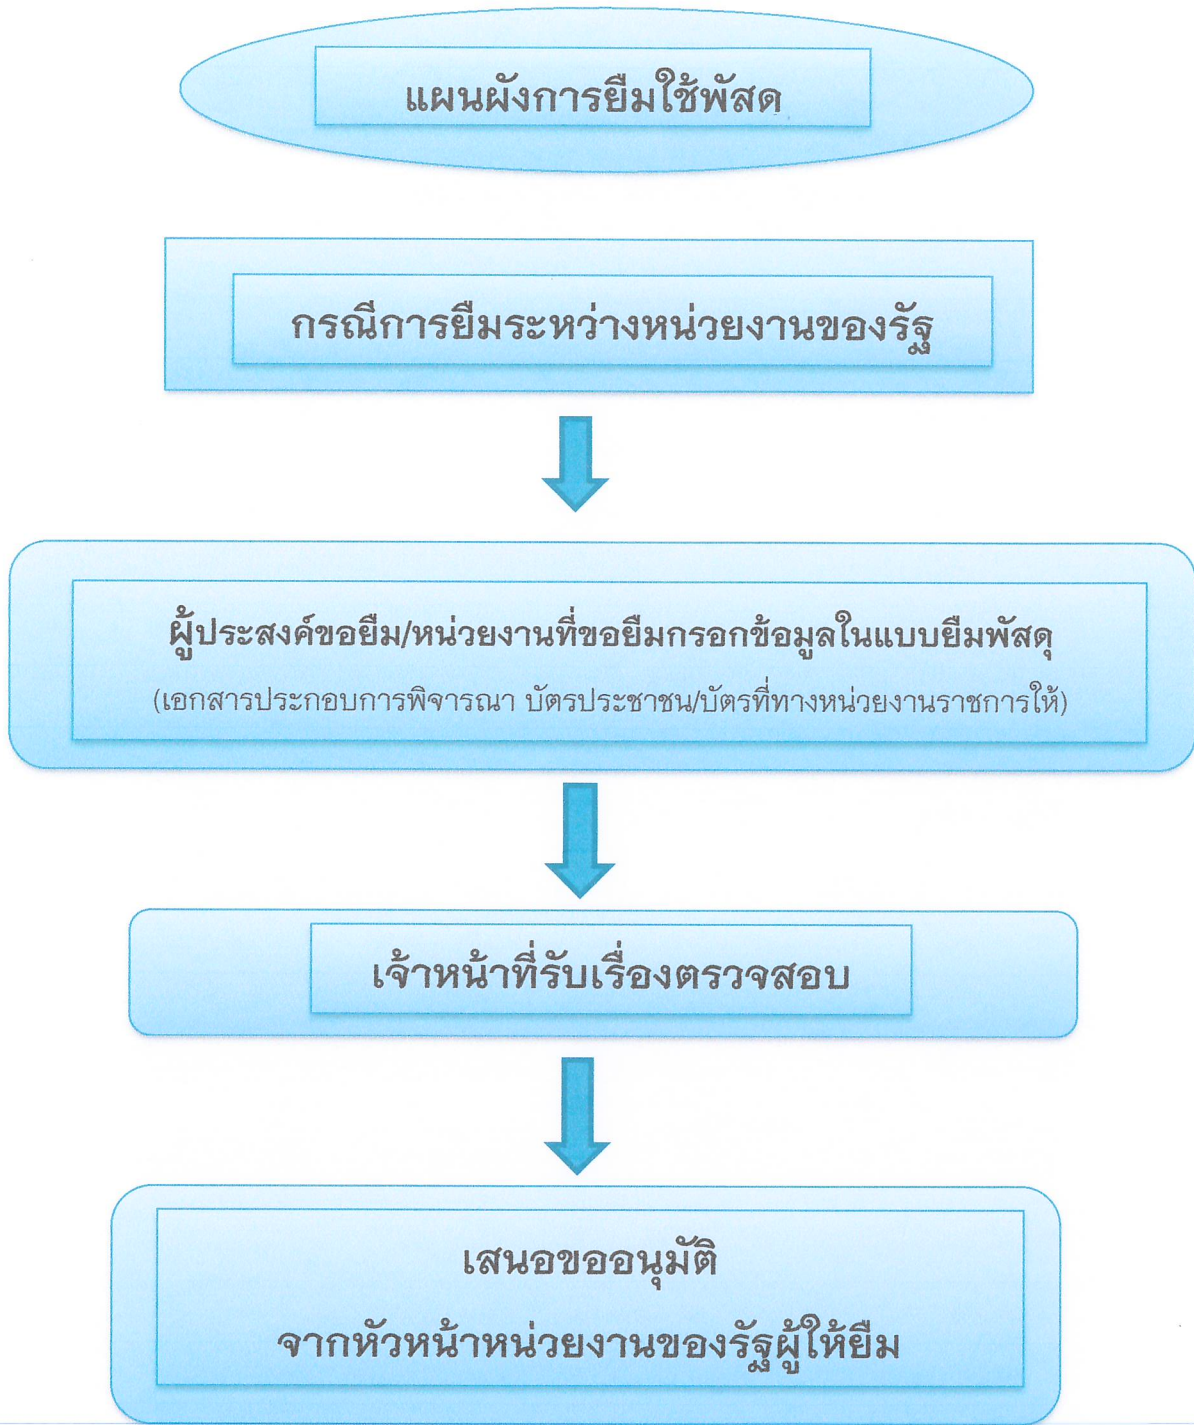 แผนผังการยืมใช้พัสดุ
กรณีการยืมระหว่างหน่วยงานของรัฐ
ผู้ประสงค์ขอยืม/หน่วยงานที่ขอยืมกรอกข้อมูลในแบบยืมพัสดุ
(เอกสารประกอบการพิจารณา บัตรประชาชน/บัตรที่ทางหน่วยงานราชการให้)
เจ้าหน้าที่รับเรื่องตรวจสอบ
เสนอขออนุมัติ
จากหัวหน้าหน่วยงานของรัฐผู้ให้ยืม